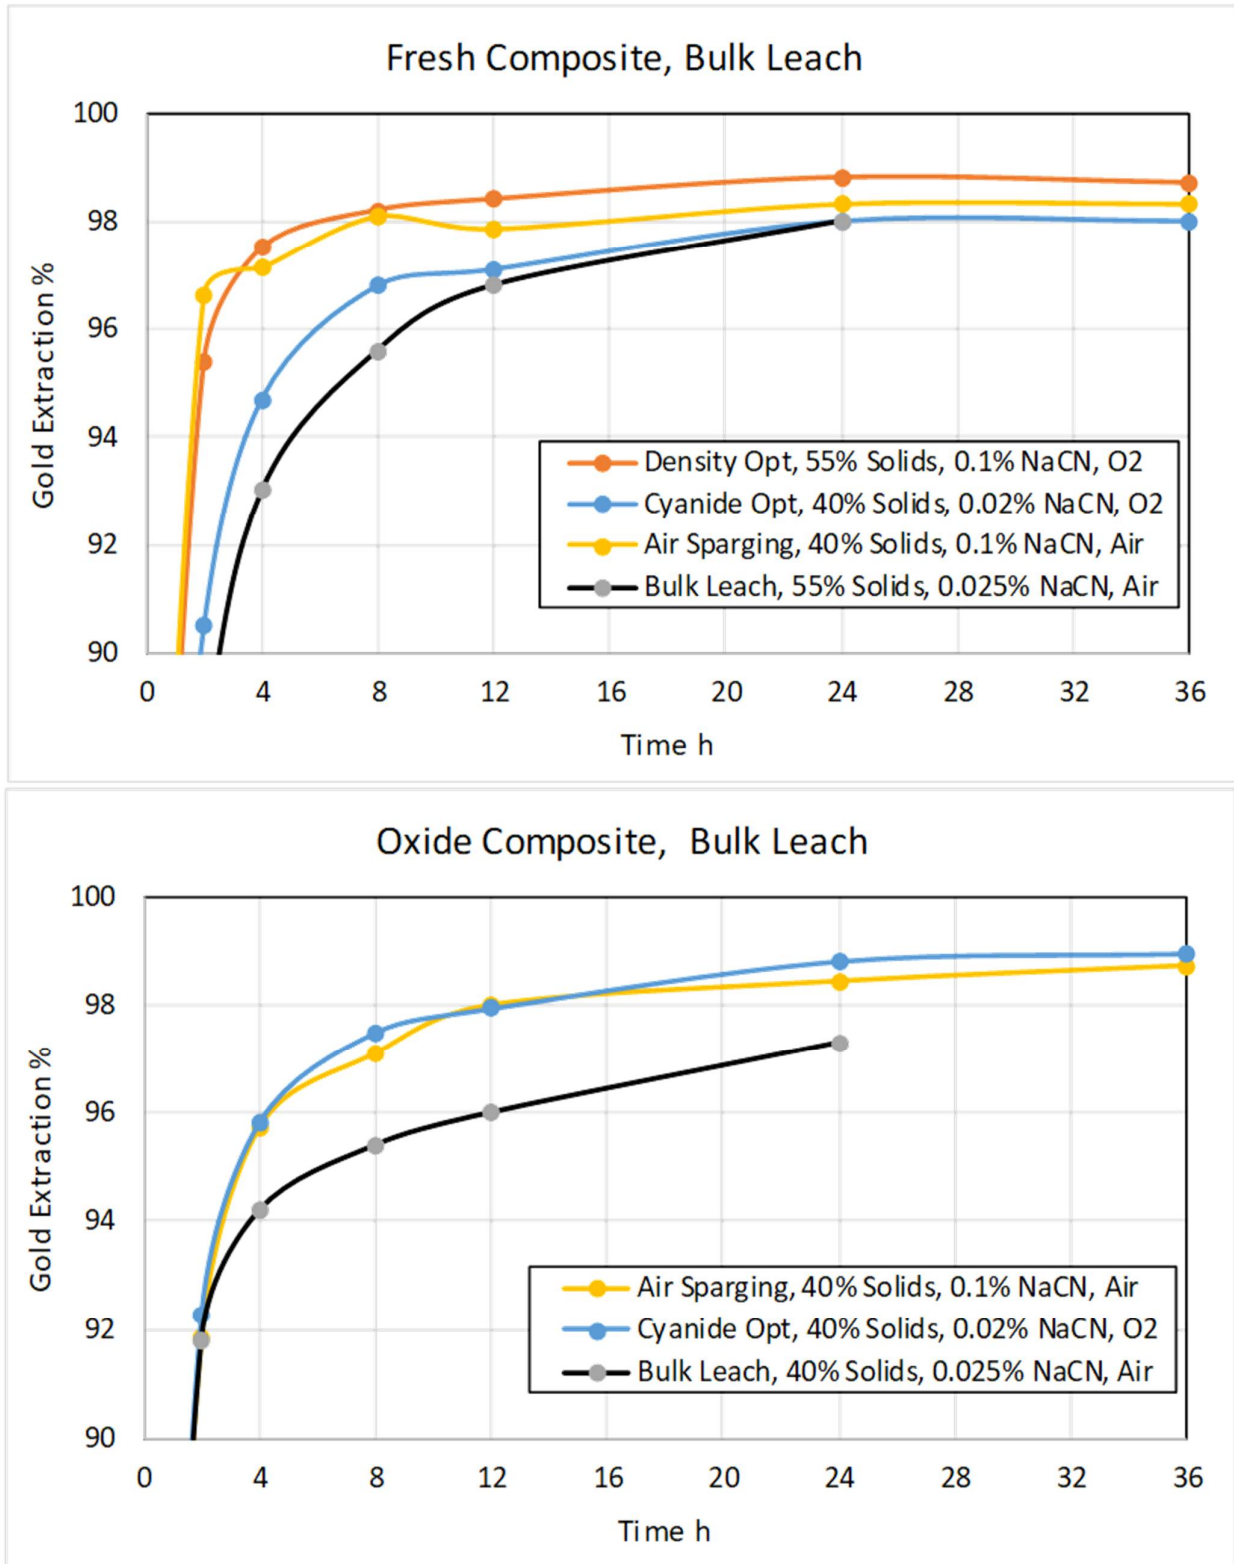 Fresh Composite, Bulk Leach
100
98
96
94
92
90
Gold Extraction %
Density Opt, 55% Solids, 0.1% NaCN, O2
Cyanide Opt, 40% Solids, 0.02% NaCN, O2
Air Sparging, 40% Solids, 0.1% NaCN, Air
Bulk Leach, 55% Solids, 0.025% NaCN, Air
0 4 8 12 16 20 24 28 32 36
Time h
Oxide Composite, Bulk Leach
100
98
96
94
92
90
Gold Extraction %
Air Sparging, 40% Solids, 0.1% NaCN, Air
Cyanide Opt, 40% Solids, 0.02% NaCN, O2
Bulk Leach, 40% Solids, 0.025% NaCN, Air
0 4 8 12 16 20 24 28 32 36
Time h